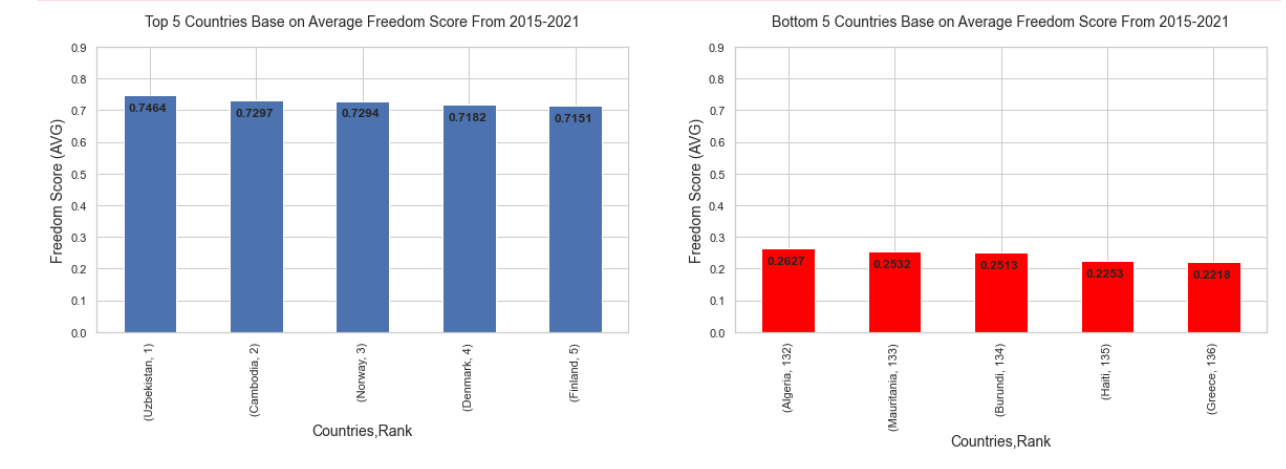 Top 5 Countries Base on Average Freedom Score From 2015-2021
Freedom Score (AVG)
0.9
0.8
0.7
0.6
0.5
0.4
0.3
0.2
0.1
0.0
0.7464
0.7297
0.7294
0.7182
0.7151
(Uzbekistan, 1)
(Cambodia, 2)
(Norway, 3)
(Denmark, 4)
(Finland, 5)
Countries,Rank
Bottom 5 Countries Base on Average Freedom Score From 2015-2021
Freedom Score (AVG)
0.9
0.8
0.7
0.6
0.5
0.4
0.3
0.2
0.1
0.0
0.2627
0.2532
0.2513
0.2253
0.2218
(Algeria, 132)
(Mauritania, 133)
(Burundi, 134)
(Haiti, 135)
(Greece, 136)
Countries,Rank